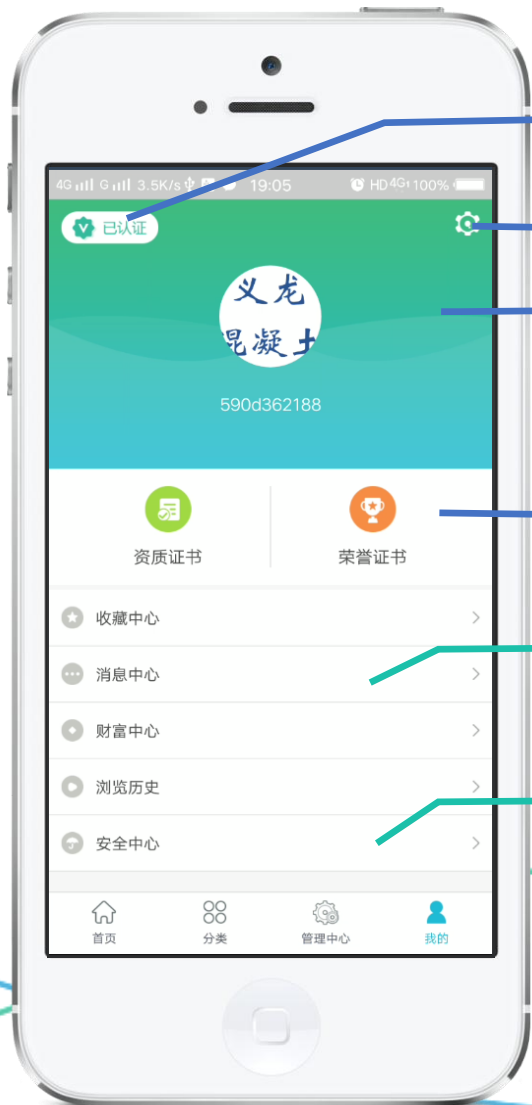 4G G 3.5K/s 19:05 HD 4G 100%
已认证
义龙
混凝土
590d362188
资质证书 荣誉证书
收藏中心
消息中心
财富中心
浏览历史
安全中心
首页 分类 管理中心 我的